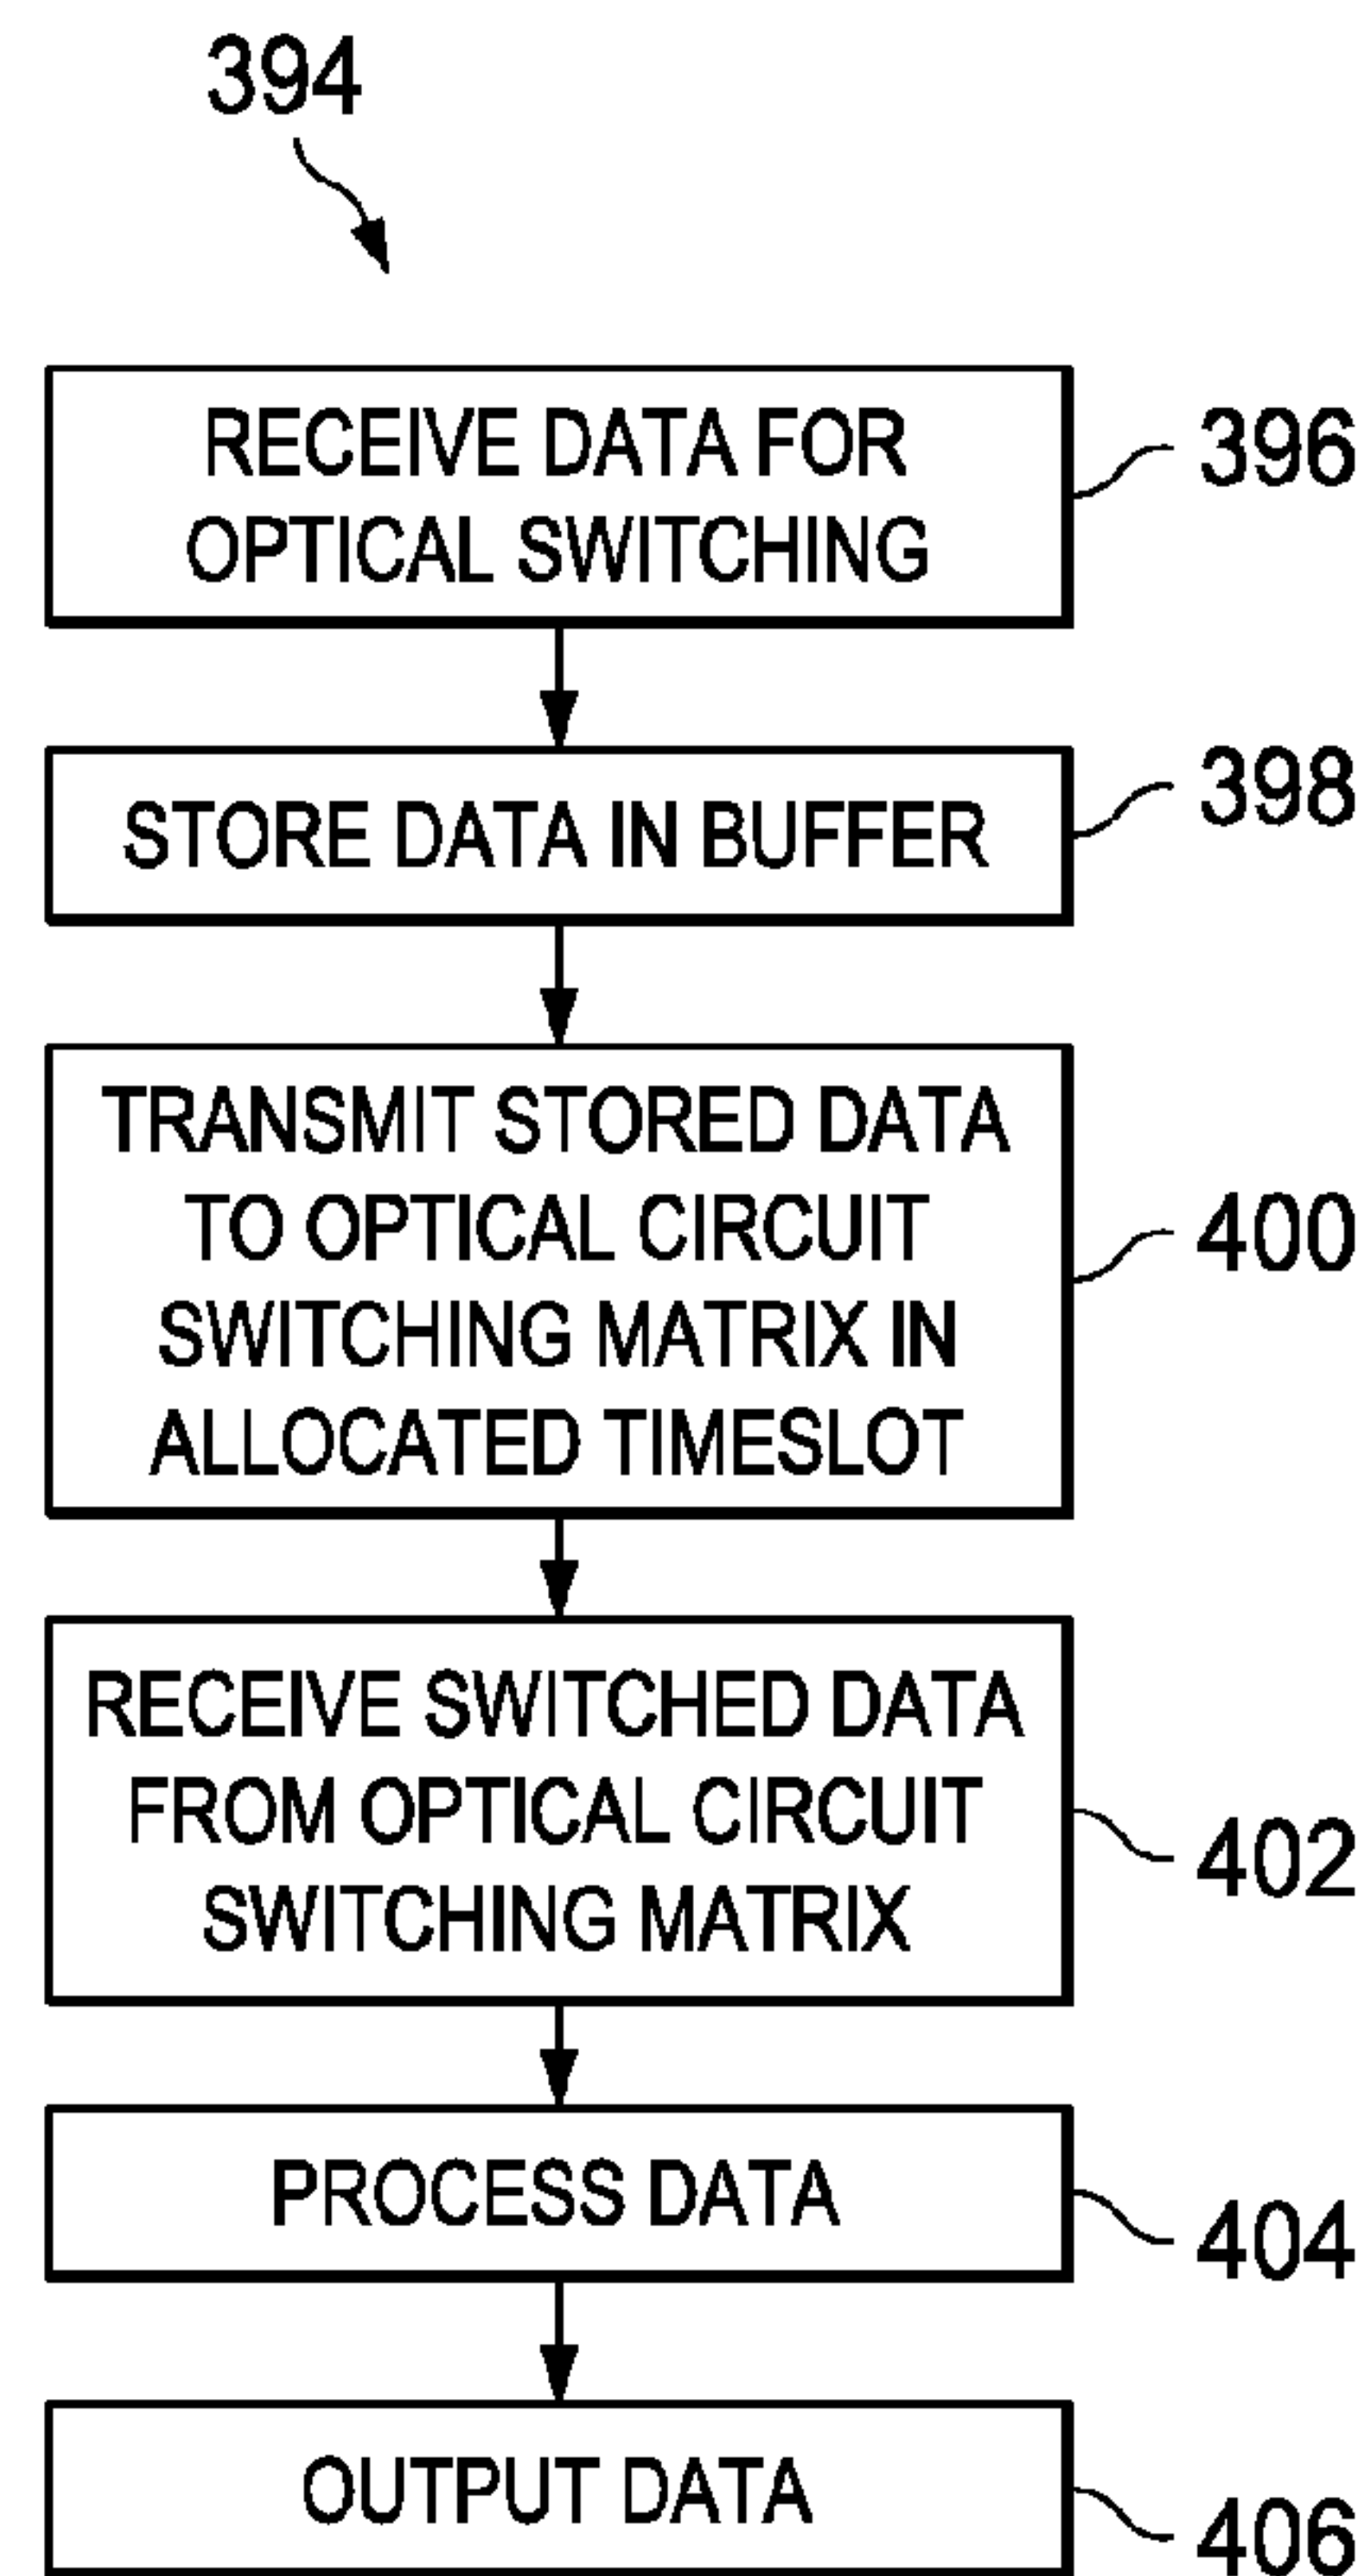 394
RECEIVE DATA FOR
OPTICAL SWITCHING
396
STORE DATA IN BUFFER
398
TRANSMIT STORED DATA
TO OPTICAL CIRCUIT
SWITCHING MATRIX IN
ALLOCATED TIMESLOT
400
RECEIVE SWITCHED DATA
FROM OPTICAL CIRCUIT
SWITCHING MATRIX
402
PROCESS DATA
404
OUTPUT DATA
406